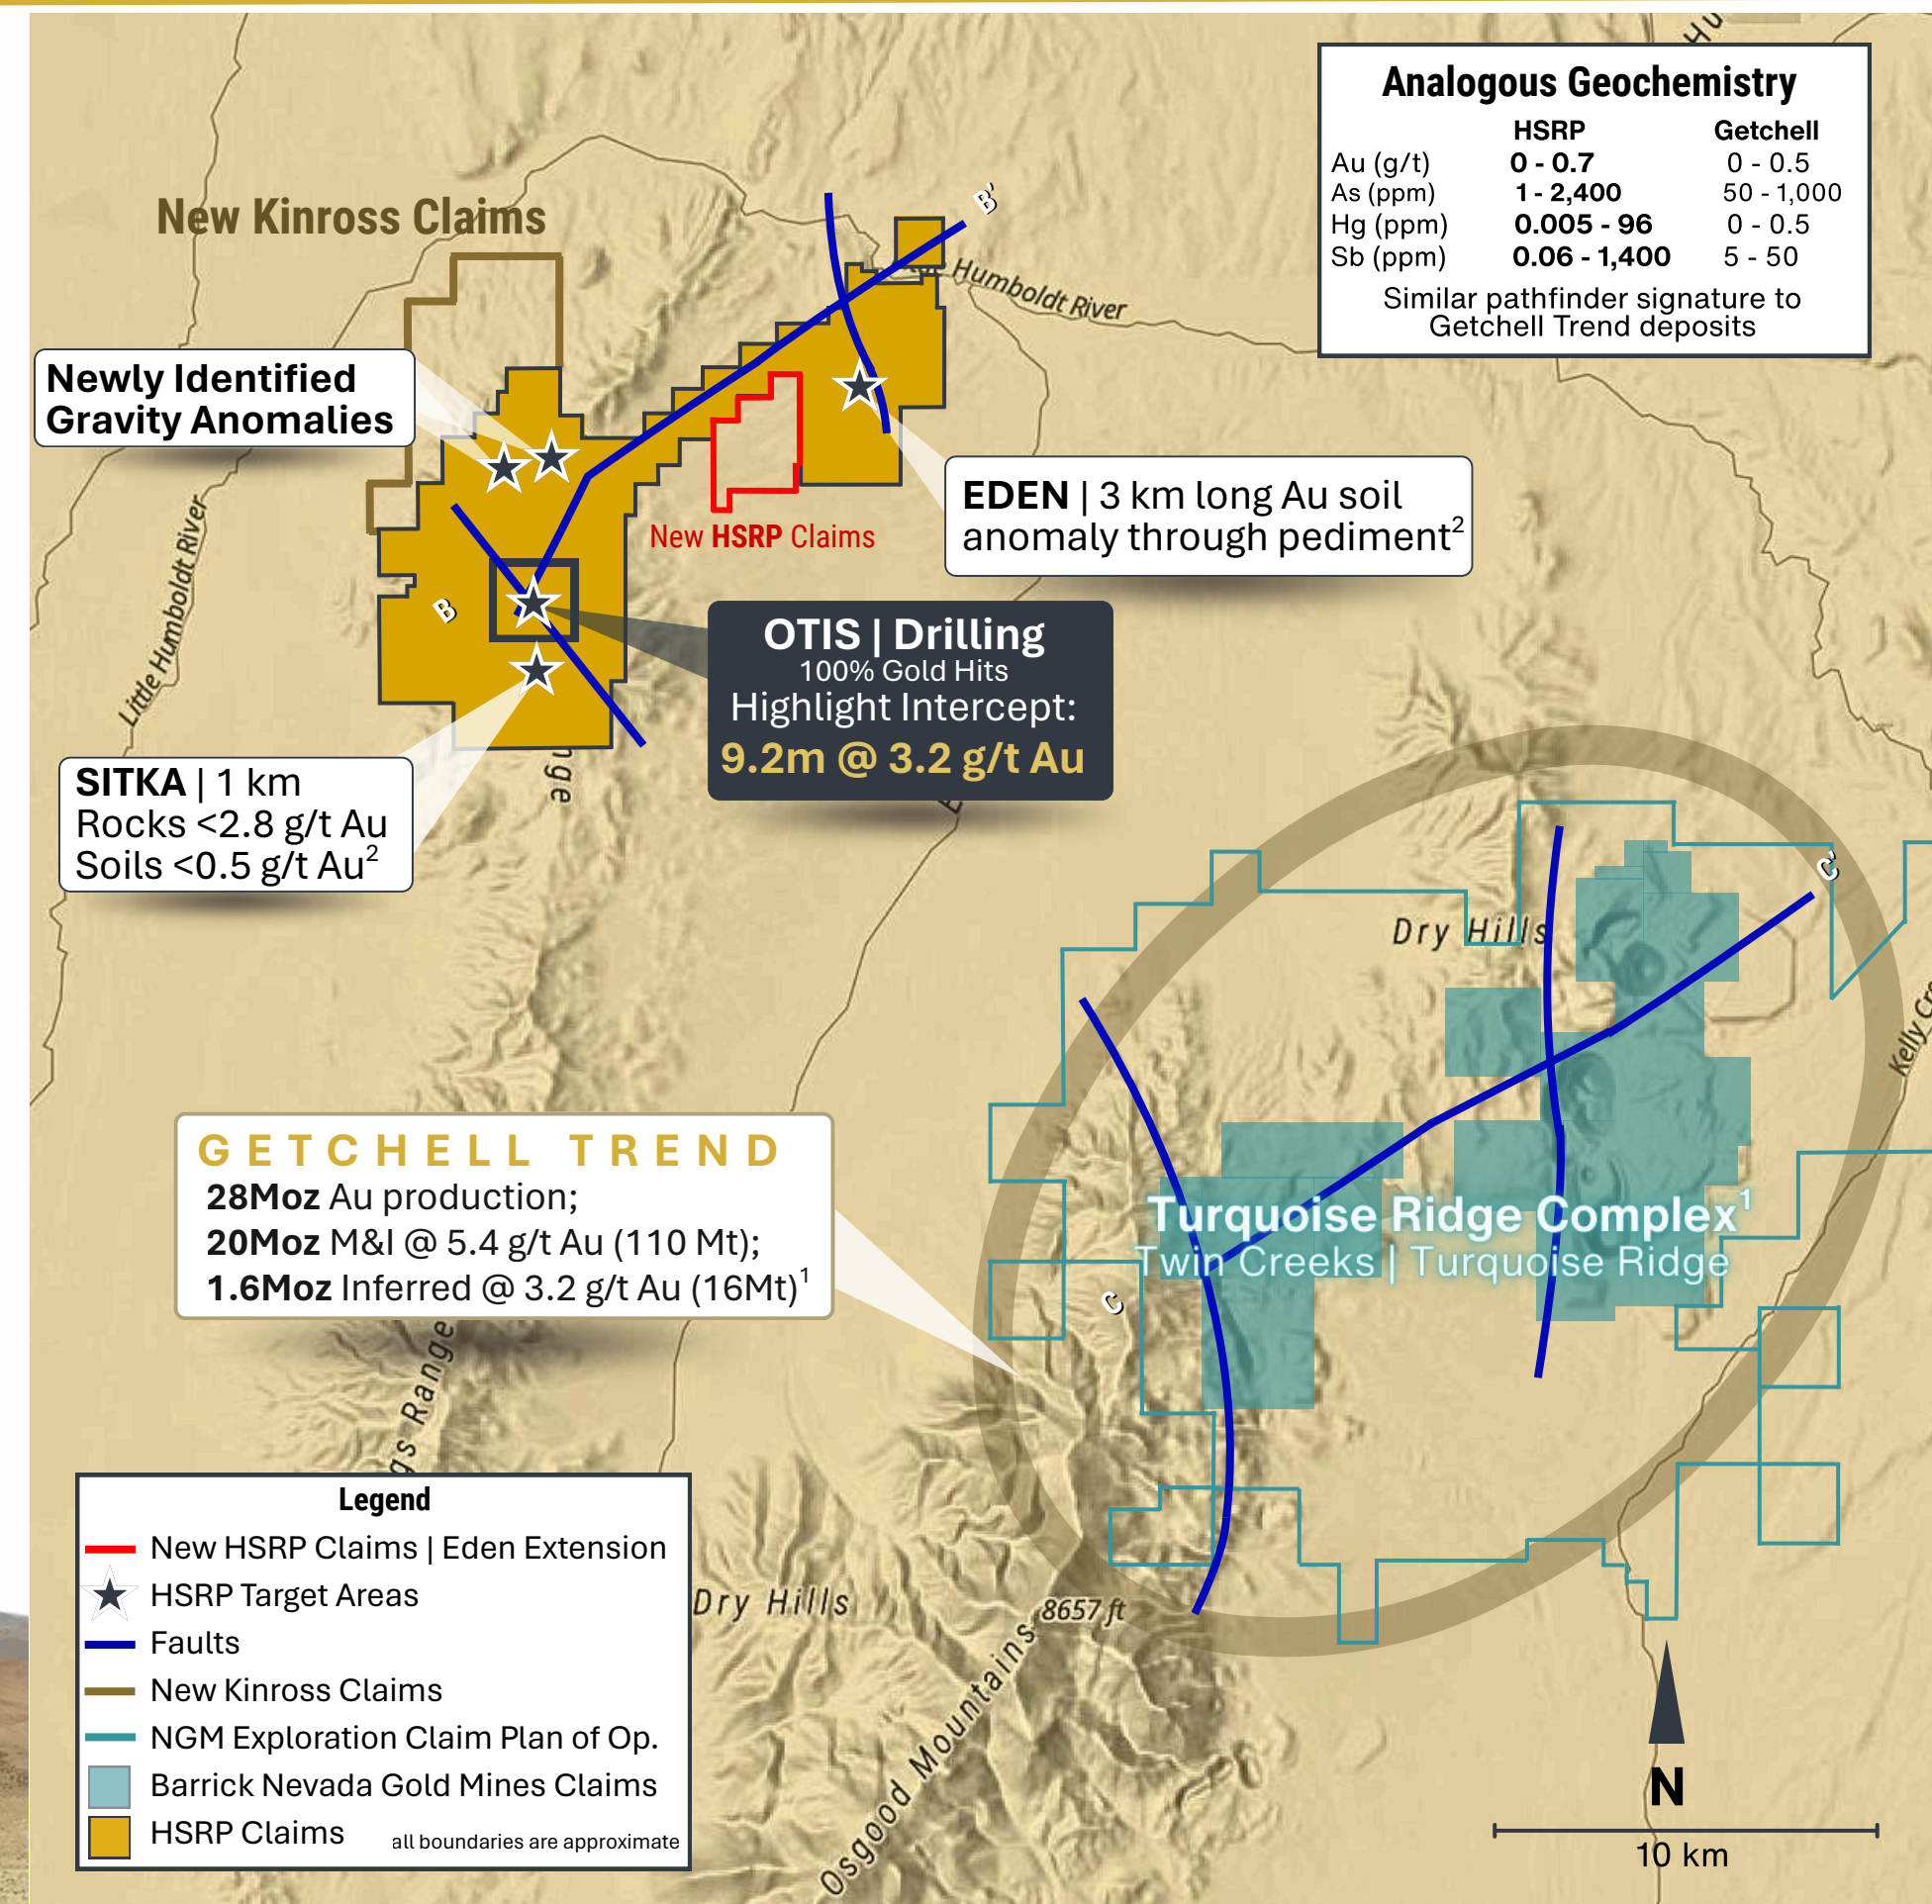 Hu
Analogous Geochemistry
HSRP Getchell
Au (g/t) 0 - 0.7 0 - 0.5
As (ppm) 1 - 2,400 50 - 1,000
Hg (ppm) 0.005 - 96 0 - 0.5
Sb (ppm) 0.06 - 1,400 5 - 50
Similar pathfinder signature to
Getchell Trend deposits
New Kinross Claims
B'
Humboldt River
Newly Identified
Gravity Anomalies
EDEN | 3 km long Au soil
anomaly through pediment2
New HSRP Claims
Little Humboldt River
B
OTIS | Drilling
100% Gold Hits
Highlight Intercept:
9.2m @ 3.2 g/t Au
SITKA | 1 km
Rocks <2.8 g/t Au
Soils <0.5 g/t Au2
nge
C'
Dry Hills
Kelly Cr
GETCHELL TREND
28Moz Au production;
20Moz M&I @ 5.4 g/t Au (110 Mt);
1.6Moz Inferred @ 3.2 g/t Au (16Mt)1
Turquoise Ridge Complex1
Twin Creeks | Turquoise Ridge
C
gs Range
Legend
New HSRP Claims | Eden Extension
HSRP Target Areas
Faults
New Kinross Claims
NGM Exploration Claim Plan of Op.
Barrick Nevada Gold Mines Claims
HSRP Claims
all boundaries are approximate
Dry Hills
8657 ft
Osgood Mountains
N
10 km